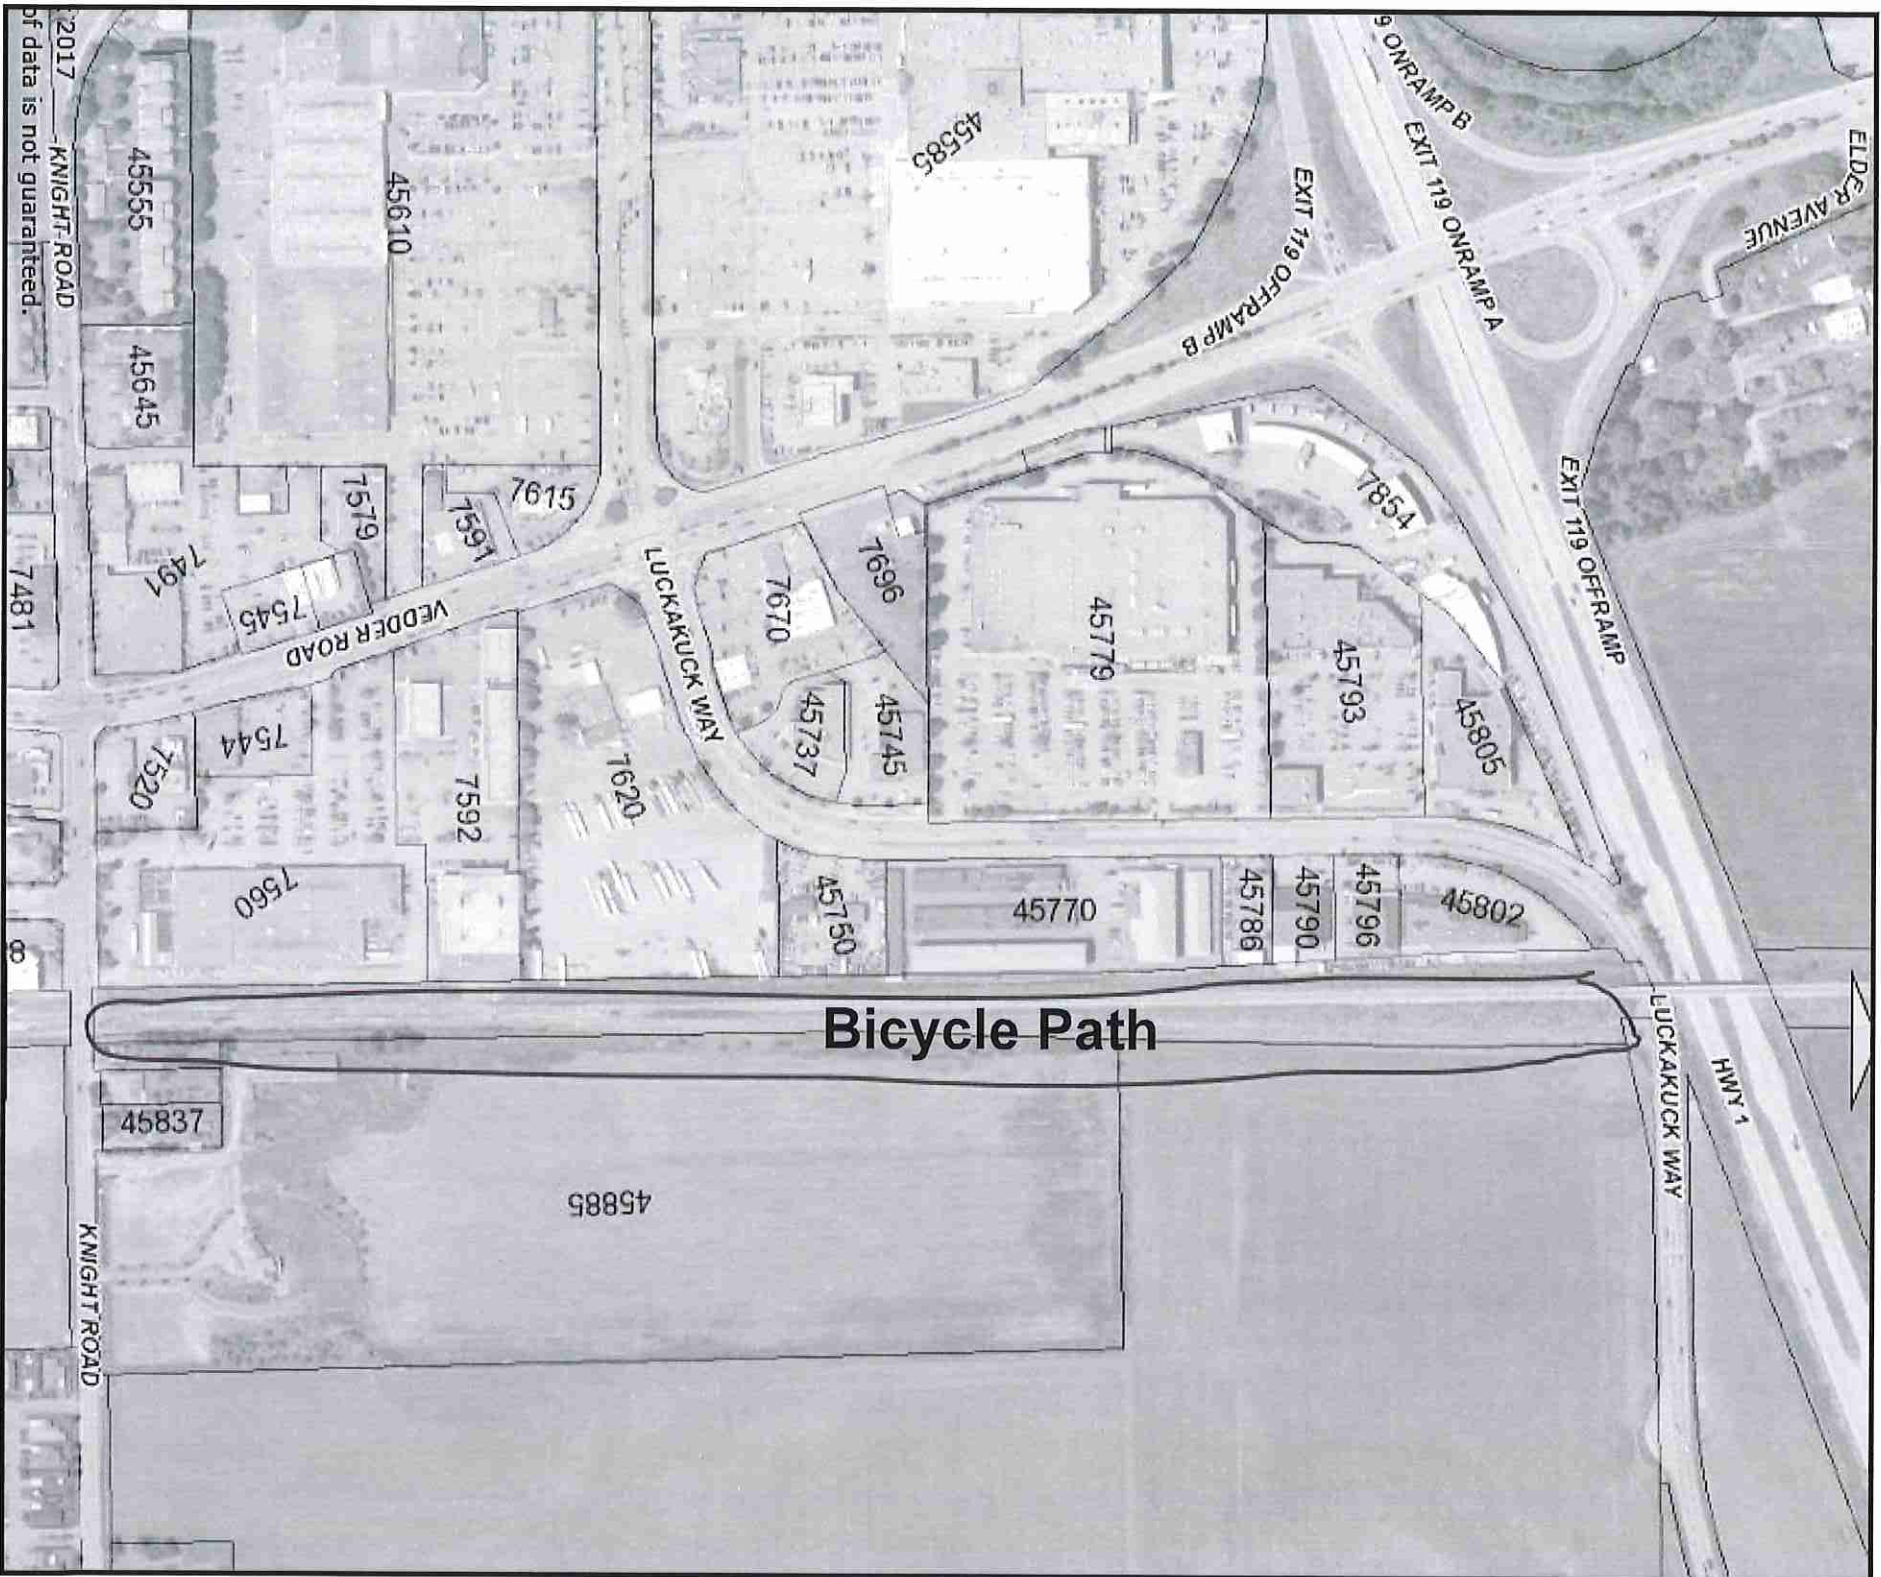 2017
of data is not guaranteed.
KNIGHT ROAD
45555
45645
45610
45585
9 ONRAMP B
EXIT 119 ONRAMP A
EXIT 119 OFFRAMP B
ELDER AVENUE
EXIT 119 OFFRAMP
7854
7579
7591
7615
7491
7545
VEDDER ROAD
7481
LUCKAKUCK WAY
7670
7696
45779
45793
45805
45737
45745
7520
7544
7592
7620
7560
45750
45770
45786
45790
45796
45802
8
Bicycle Path
LUCKAKUCK WAY
HWY 1
45837
45885
KNIGHT ROAD